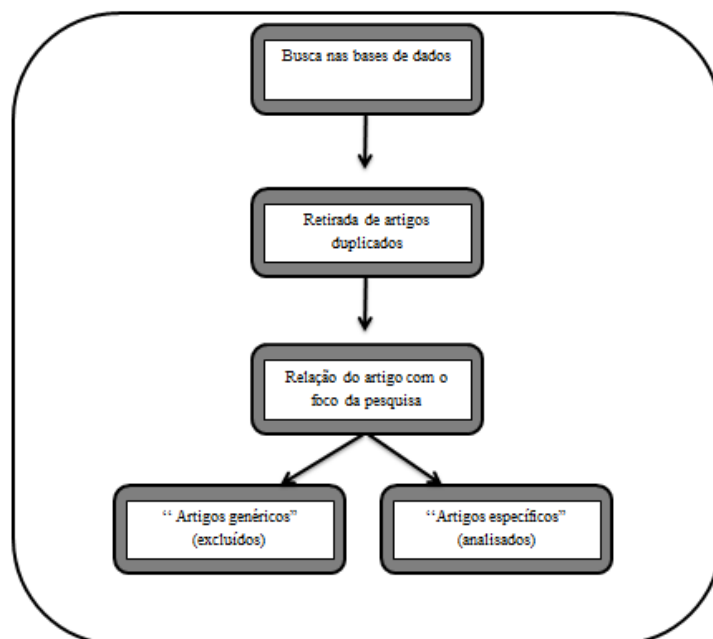 Busca nas bases de dados
Retirada de artigos
duplicados
Relação do artigo com o
foco da pesquisa
“ Artigos genéricos”
(excluídos)
“Artigos específicos”
(analisados)